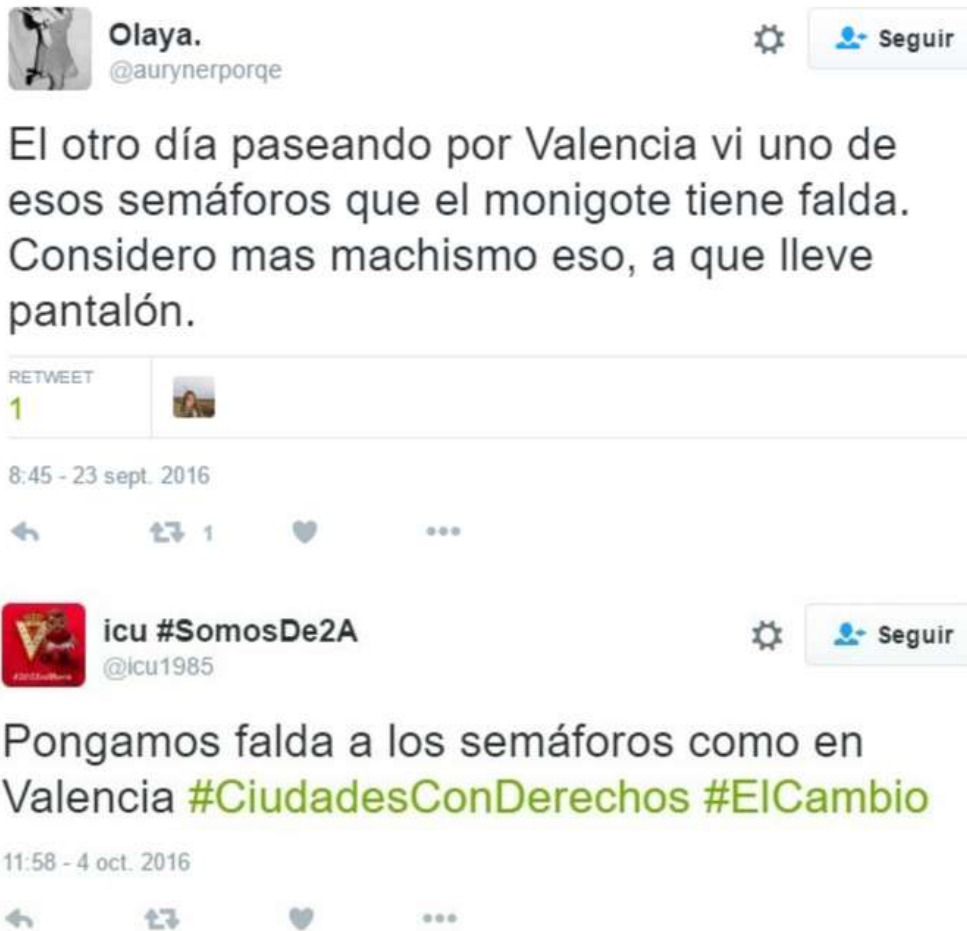 Olaya.
@aurynerporqe
Seguir
El otro día paseando por Valencia vi uno de
esos semáforos que el monigote tiene falda.
Considero mas machismo eso, a que lleve
pantalón.
RETWEET
1
8:45 - 23 sept. 2016
1
icu #SomosDe2A
@icu1985
Seguir
Pongamos falda a los semáforos como en
Valencia #CiudadesConDerechos #ElCambio
11:58 - 4 oct. 2016